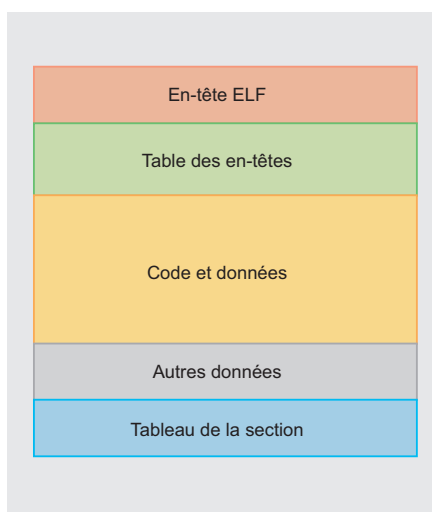 En-tête ELF
Table des en-têtes
Code et données
Autres données
Tableau de la section